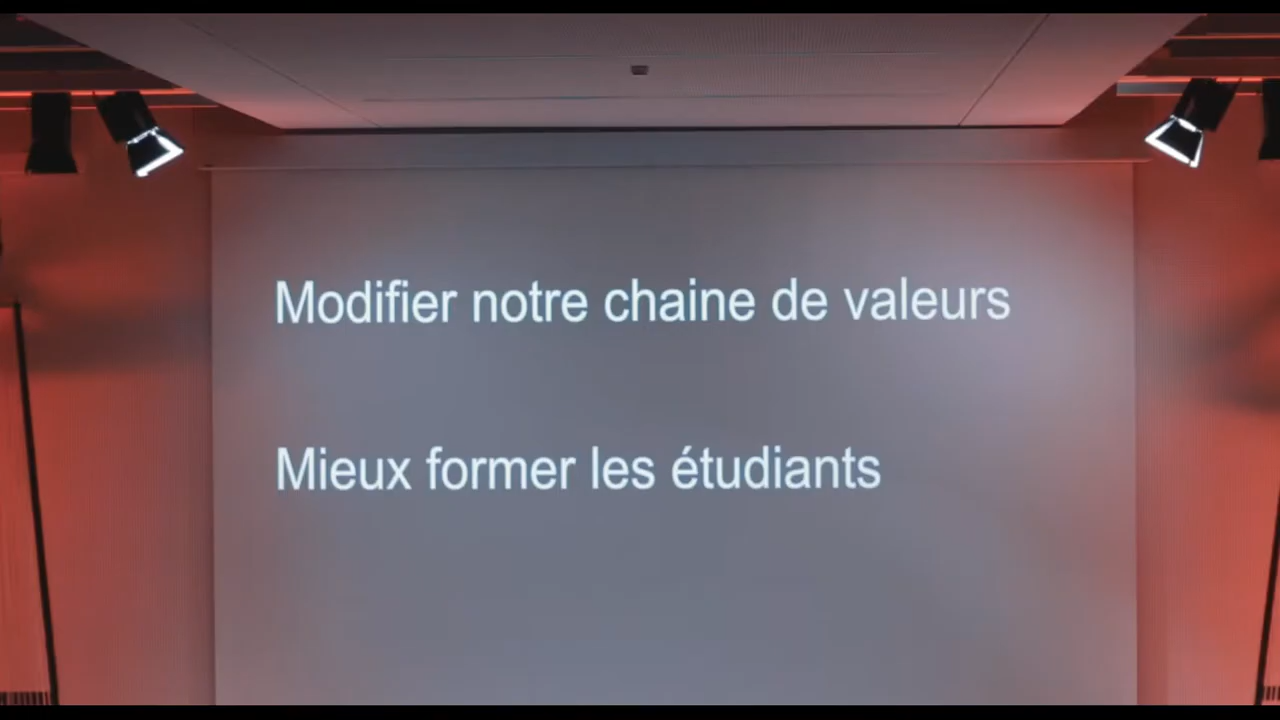 Modifier notre chaine de valeurs
Mieux former les étudiants